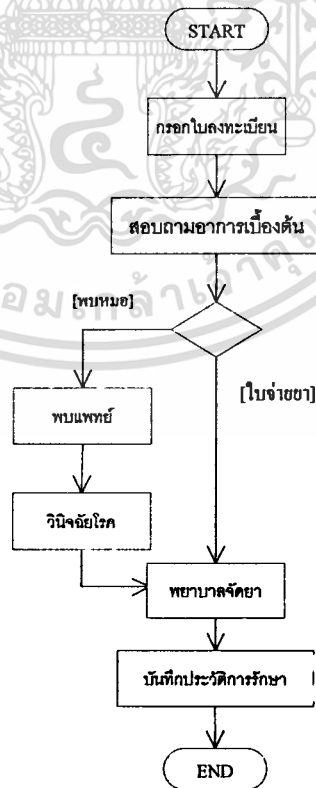 START
กรอกใบลงทะเบียน
สอบถามอาการเบื้องต้น
[พบหมอ]
[ใบจ่ายยา]
พบแพทย์
วินิจฉัยโรค
พยาบาลจัดยา
บันทึกประวัติการรักษา
END